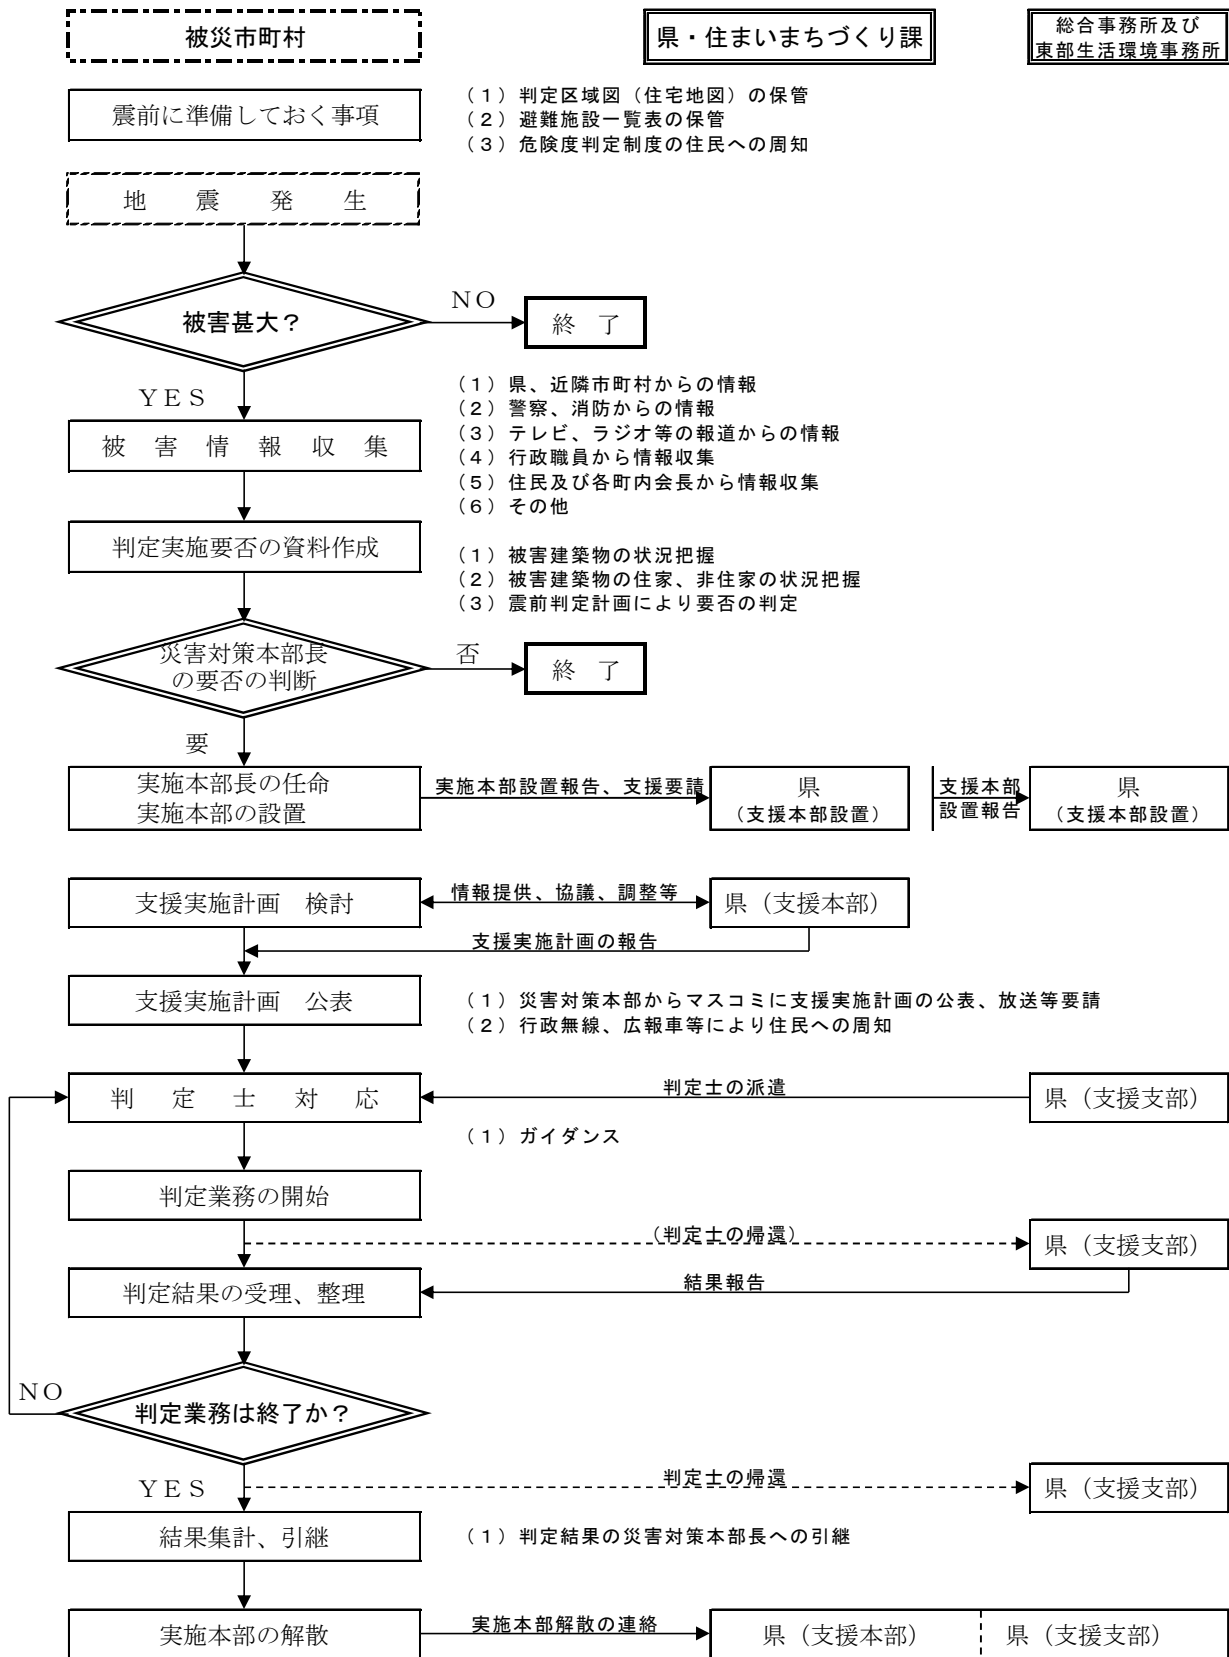 被災市町村
県・住まいまちづくり課
総合事務所及び
東部生活環境事務所
震前に準備しておく事項
（１）判定区域図（住宅地図）の保管
（２）避難施設一覧表の保管
（３）危険度判定制度の住民への周知
地　震　発　生
被害甚大？
ＮＯ
終　了
ＹＥＳ
被　害　情　報　収　集
（１）県、近隣市町村からの情報
（２）警察、消防からの情報
（３）テレビ、ラジオ等の報道からの情報
（４）行政職員から情報収集
（５）住民及び各町内会長から情報収集
（６）その他
判定実施要否の資料作成
（１）被害建築物の状況把握
（２）被害建築物の住家、非住家の状況把握
（３）震前判定計画により要否の判定
災害対策本部長
の要否の判断
否
終　了
要
実施本部長の任命
実施本部の設置
実施本部設置報告、支援要請
県
（支援本部設置）
支援本部
設置報告
県
（支援本部設置）
支援実施計画　検討
情報提供、協議、調整等
県（支援本部）
支援実施計画の報告
支援実施計画　公表
（１）災害対策本部からマスコミに支援実施計画の公表、放送等要請
（２）行政無線、広報車等により住民への周知
判　定　士　対　応
判定士の派遣
県（支援支部）
（１）ガイダンス
判定業務の開始
（判定士の帰還）
県（支援支部）
判定結果の受理、整理
結果報告
ＮＯ
判定業務は終了か？
ＹＥＳ
判定士の帰還
県（支援支部）
結果集計、引継
（１）判定結果の災害対策本部長への引継
実施本部の解散
実施本部解散の連絡
県（支援本部）
県（支援支部）